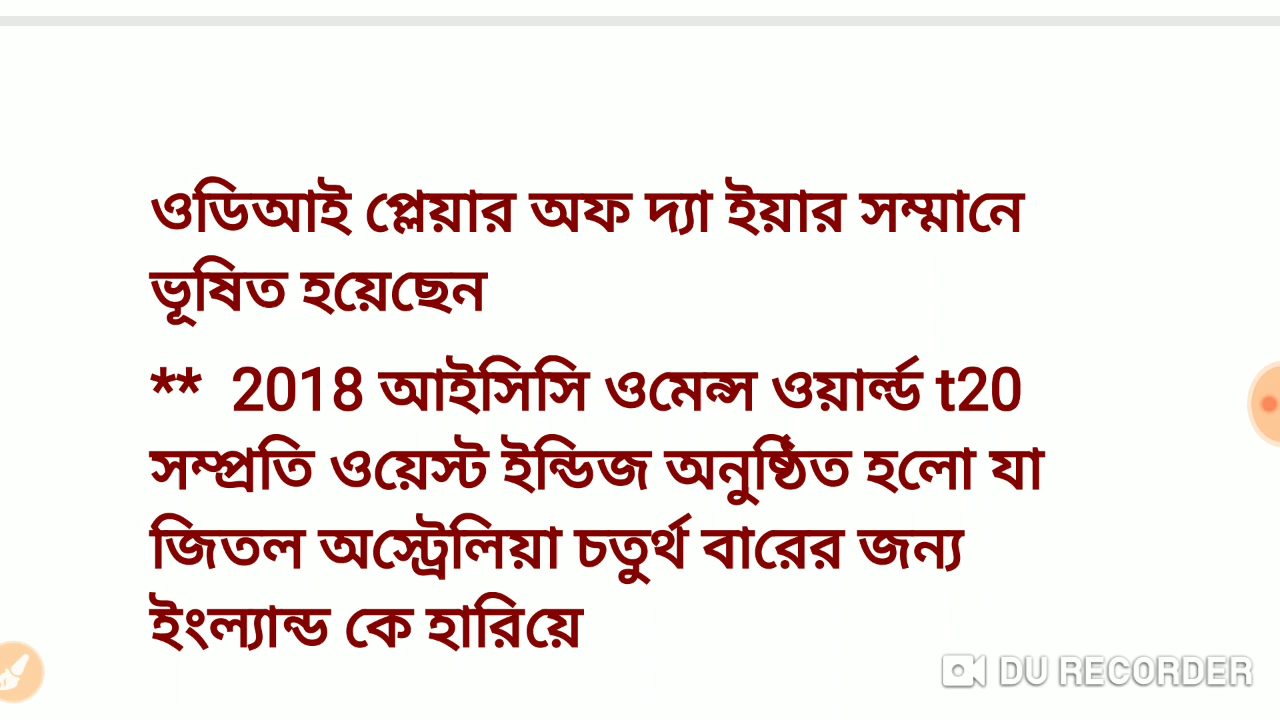 ওডিআই প্লেয়ার অফ দ্যা ইয়ার সম্মানে
ভূষিত হয়েছেন
** 2018 আইসিসি ওমেন্স ওয়ার্ল্ড t20
সম্প্রতি ওয়েস্ট ইন্ডিজ অনুষ্ঠিত হলো যা
জিতল অস্ট্রেলিয়া চতুর্থ বারের জন্য
ইংল্যান্ড কে হারিয়ে
DU RECORDER